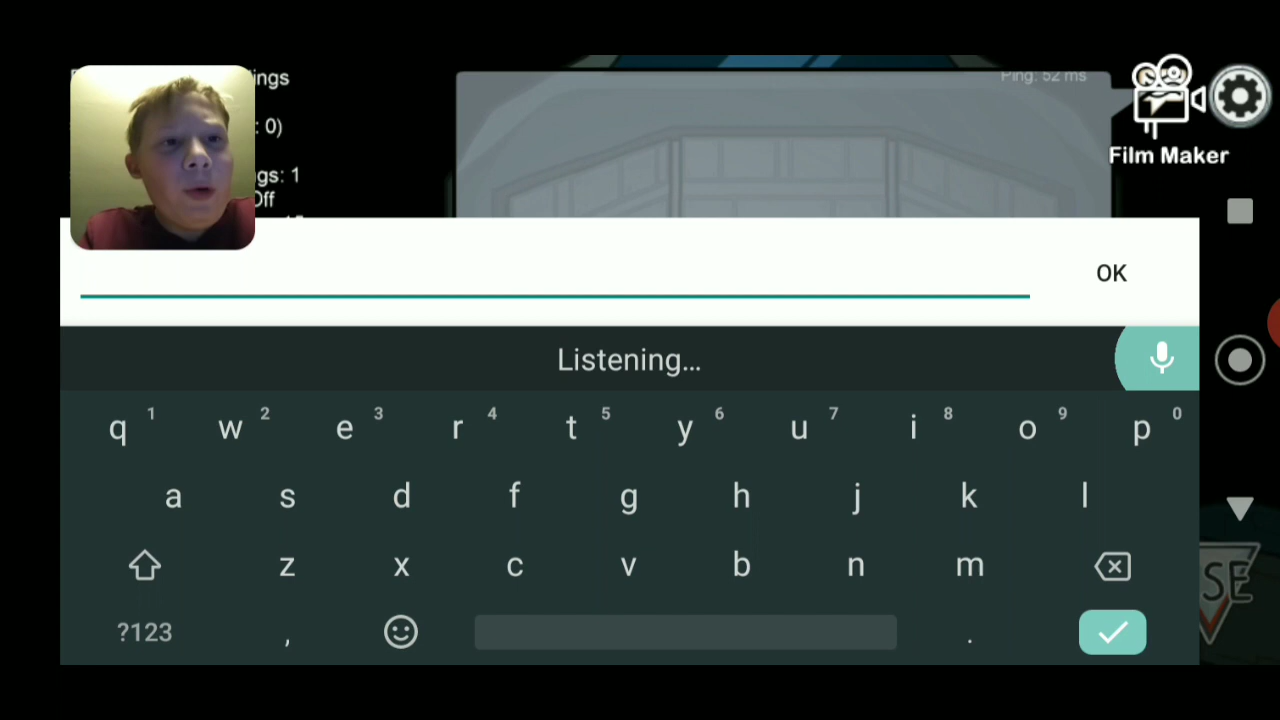 ings
Ping: 52 ms
: 0)
Film Maker
gs: 1
Off
OK
Listening...
q 1 w 2 e 3 r 4 t 5 y 6 u 7 i 8 o 9 p 0
a s d f g h j k l
z x c v b n m
SE
?123 , .